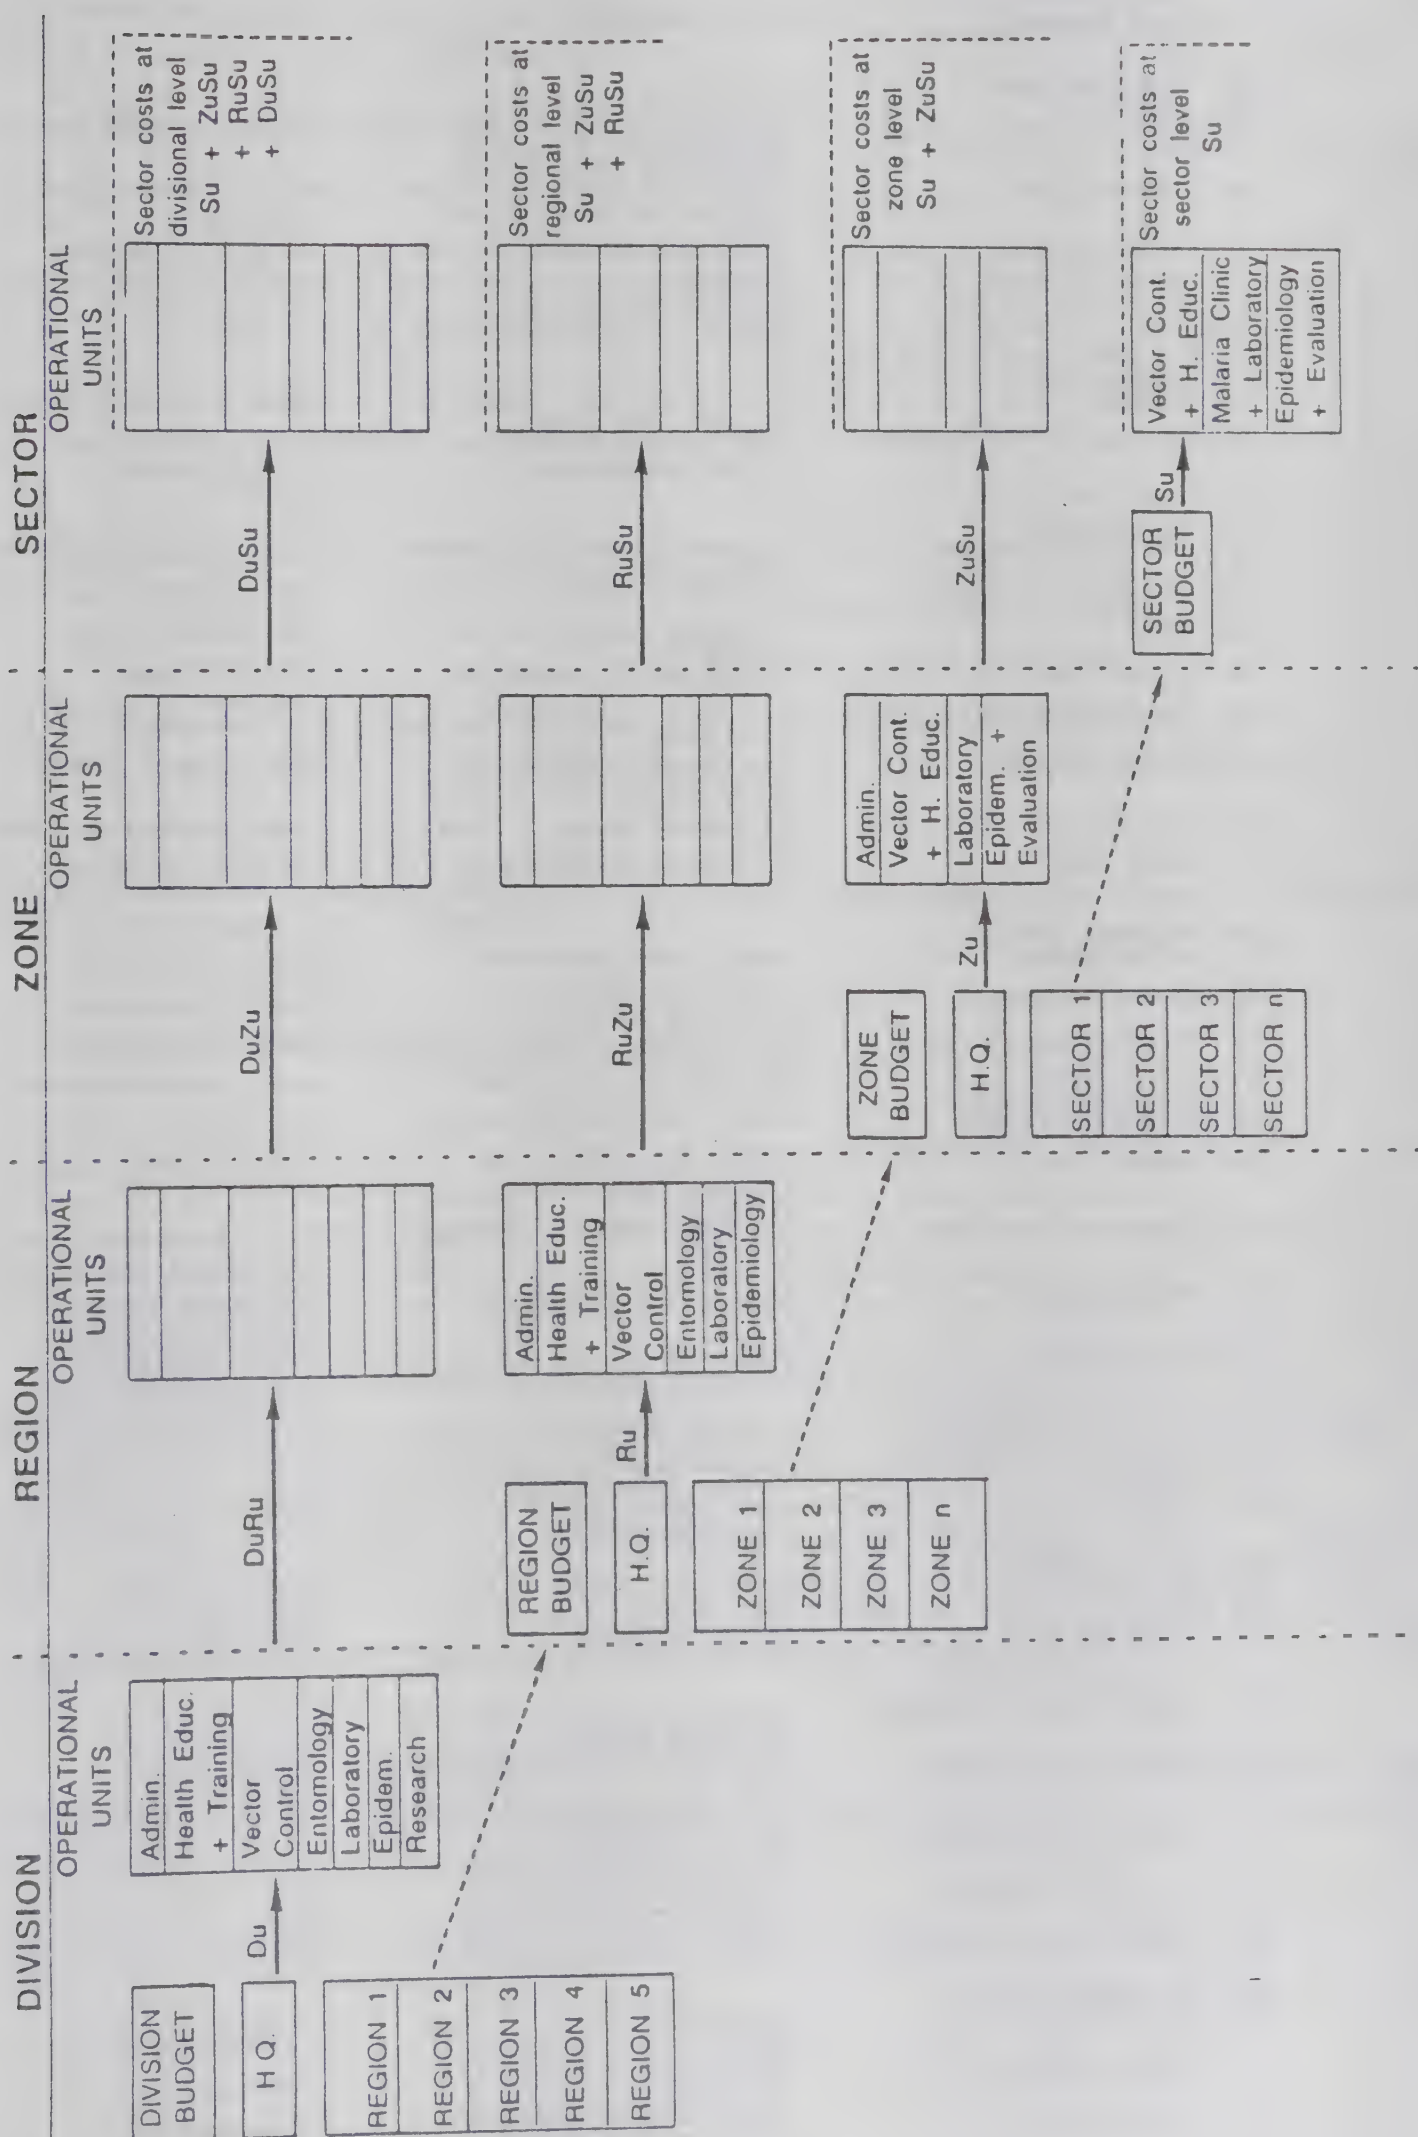 DIVISION
REGION
ZONE
SECTOR
OPERATIONAL
UNITS
OPERATIONAL
UNITS
OPERATIONAL
UNITS
OPERATIONAL
UNITS
DIVISION
BUDGET
H Q.
Du
Admin.
Health Educ.
+ Training
Vector
Control
Entomology
Laboratory
Epidem.
Research
DuRu
DuZu
DuSu
Sector costs at
divisional level
Su + ZuSu
+ RuSu
+ DuSu
REGION 1
REGION 2
REGION 3
REGION 4
REGION 5
REGION
BUDGET
H.Q.
Ru
Admin.
Health Educ.
+ Training
Vector
Control
Entomology
Laboratory
Epidemiology
RuZu
RuSu
Sector costs at
regional level
Su + ZuSu
+ RuSu
ZONE 1
ZONE 2
ZONE 3
ZONE n
ZONE
BUDGET
H.Q.
Zu
Admin.
Vector Cont.
+ H. Educ.
Laboratory
Epidem. +
Evaluation
ZuSu
Sector costs at
zone level
Su + ZuSu
SECTOR 1
SECTOR 2
SECTOR 3
SECTOR n
SECTOR
BUDGET
Su
Vector Cont.
+ H. Educ.
Malaria Clinic
+ Laboratory
Epidemiology
+ Evaluation
Sector costs at
sector level
Su